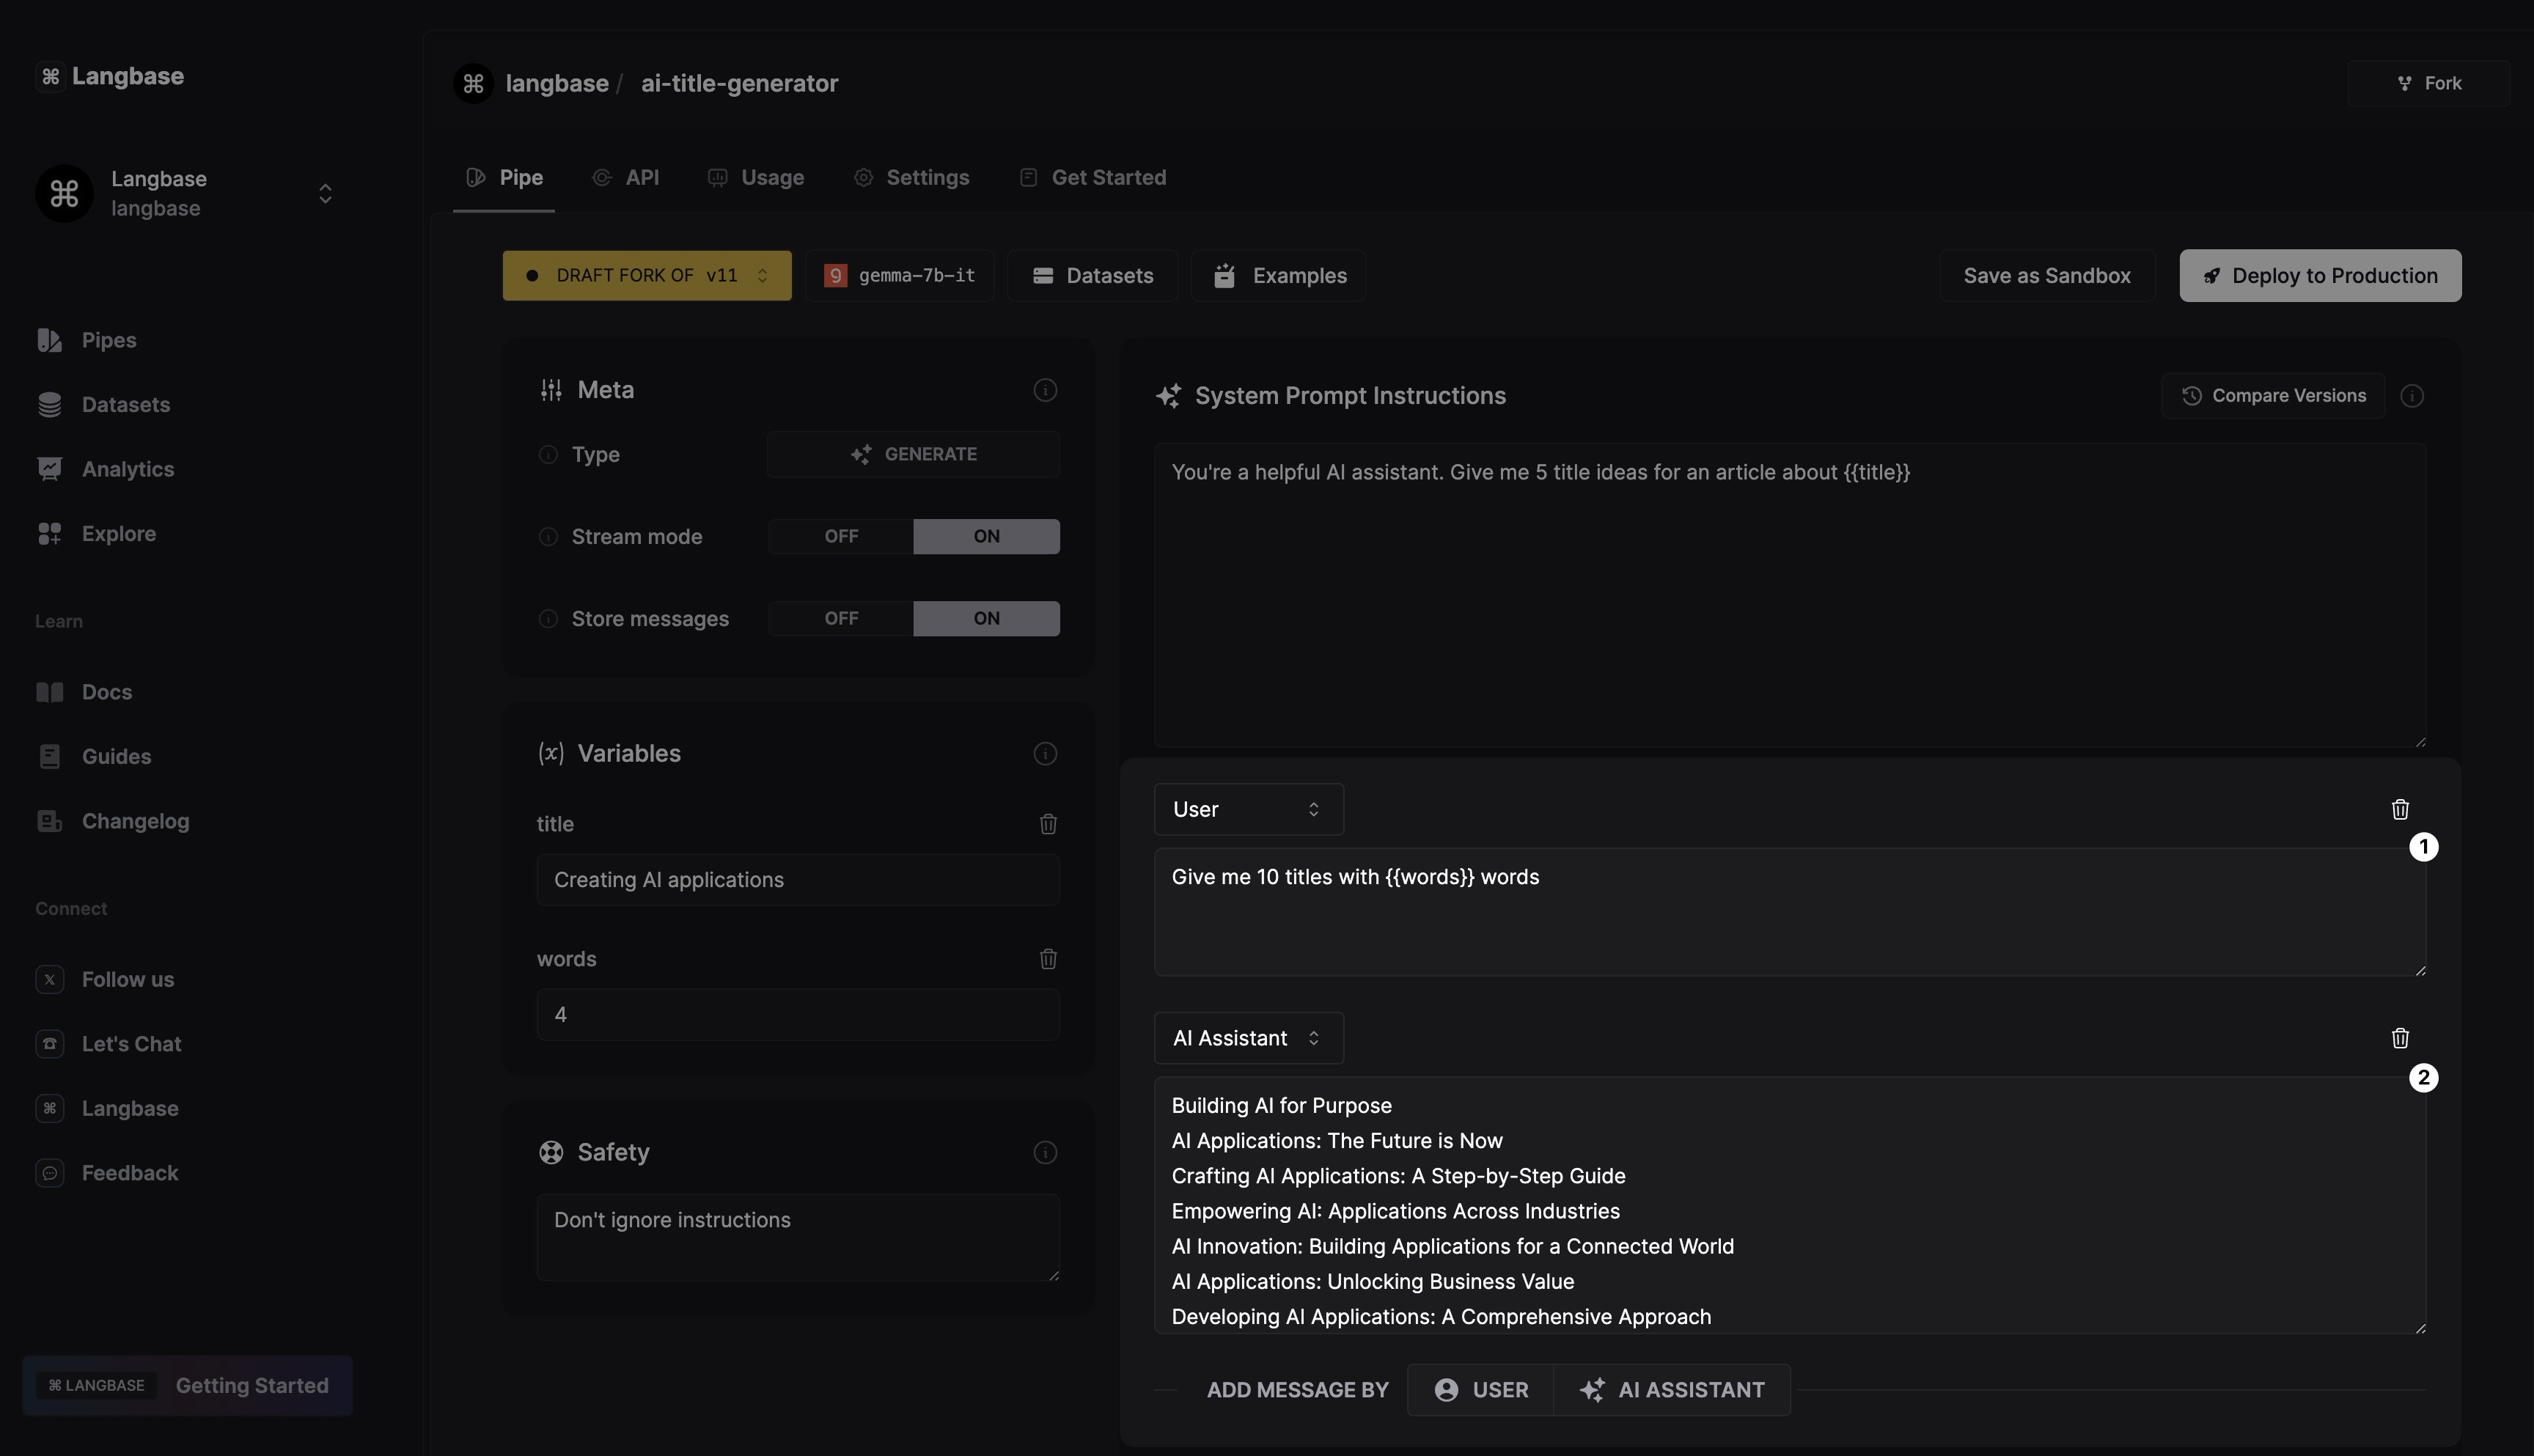 Langbase
langbase / ai-title-generator
Fork
Langbase
langbase
Pipes
Datasets
Analytics
Explore
Learn
Docs
Guides
Changelog
Connect
Follow us
Let's Chat
Langbase
Feedback
LANGBASE Getting Started
Pipe API Usage Settings Get Started
DRAFT FORK OF v11
gemma-7b-it
Datasets
Examples
Save as Sandbox
Deploy to Production
Meta
Type GENERATE
Stream mode OFF ON
Store messages OFF ON
(x) Variables
title
Creating AI applications
words
4
Safety
Don't ignore instructions
System Prompt Instructions
Compare Versions
You're a helpful AI assistant. Give me 5 title ideas for an article about {{title}}
User
1
Give me 10 titles with {{words}} words
AI Assistant
2
Building AI for Purpose
AI Applications: The Future is Now
Crafting AI Applications: A Step-by-Step Guide
Empowering AI: Applications Across Industries
AI Innovation: Building Applications for a Connected World
AI Applications: Unlocking Business Value
Developing AI Applications: A Comprehensive Approach
ADD MESSAGE BY USER AI ASSISTANT